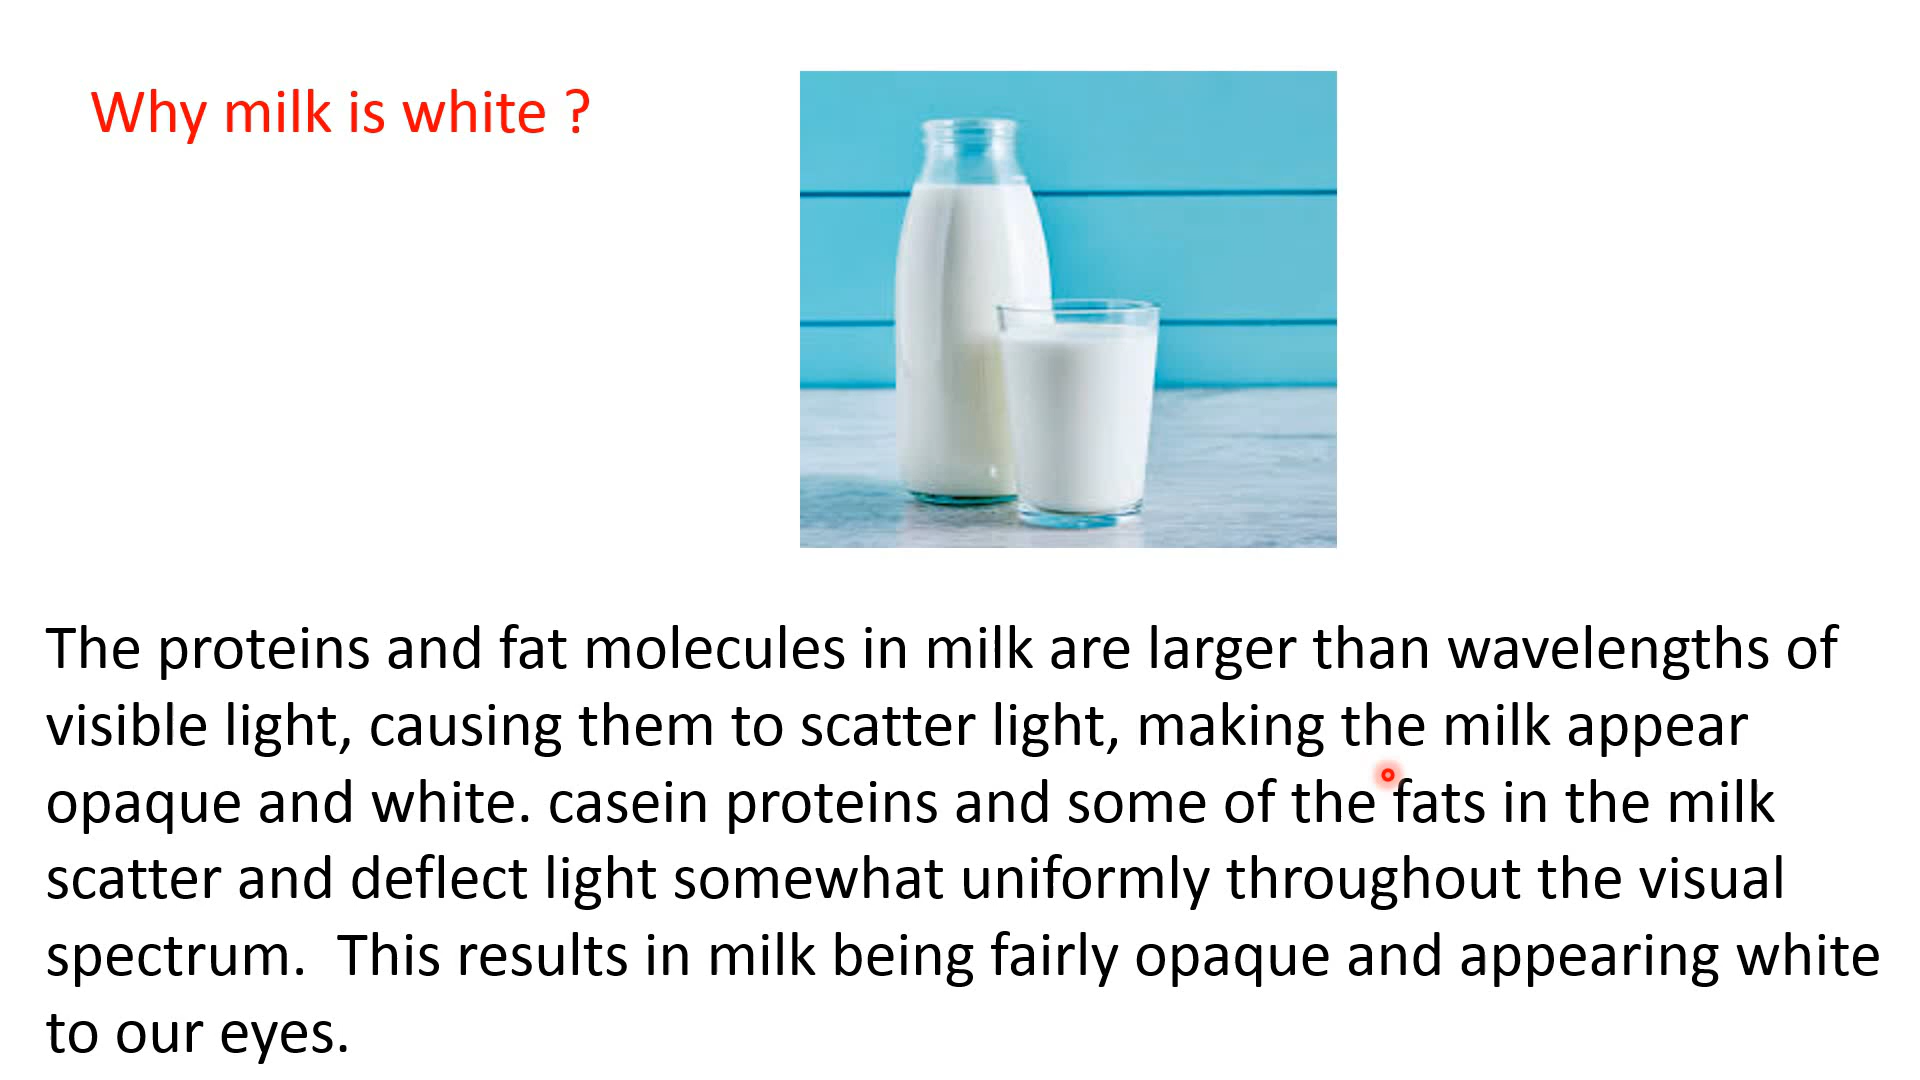 Why milk is white ?
The proteins and fat molecules in milk are larger than wavelengths of
visible light, causing them to scatter light, making the milk appear
opaque and white. casein proteins and some of the fats in the milk
scatter and deflect light somewhat uniformly throughout the visual
spectrum.  This results in milk being fairly opaque and appearing white
to our eyes.